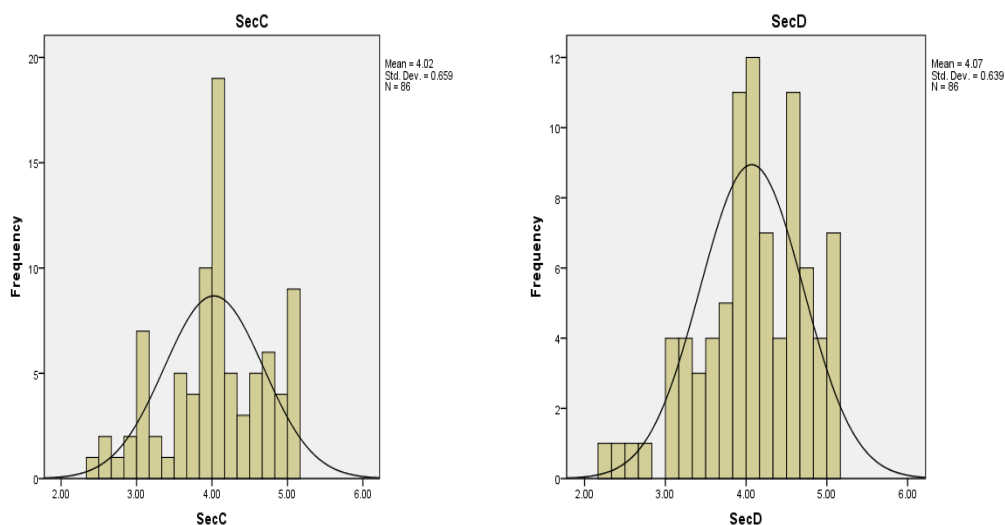 SecC
Mean = 4.02
Std. Dev. = 0.659
N = 86
Frequency
20
15
10
5
0
2.00 3.00 4.00 5.00 6.00
SecC
SecD
Mean = 4.07
Std. Dev. = 0.639
N = 86
Frequency
12
10
8
6
4
2
0
2.00 3.00 4.00 5.00 6.00
SecD